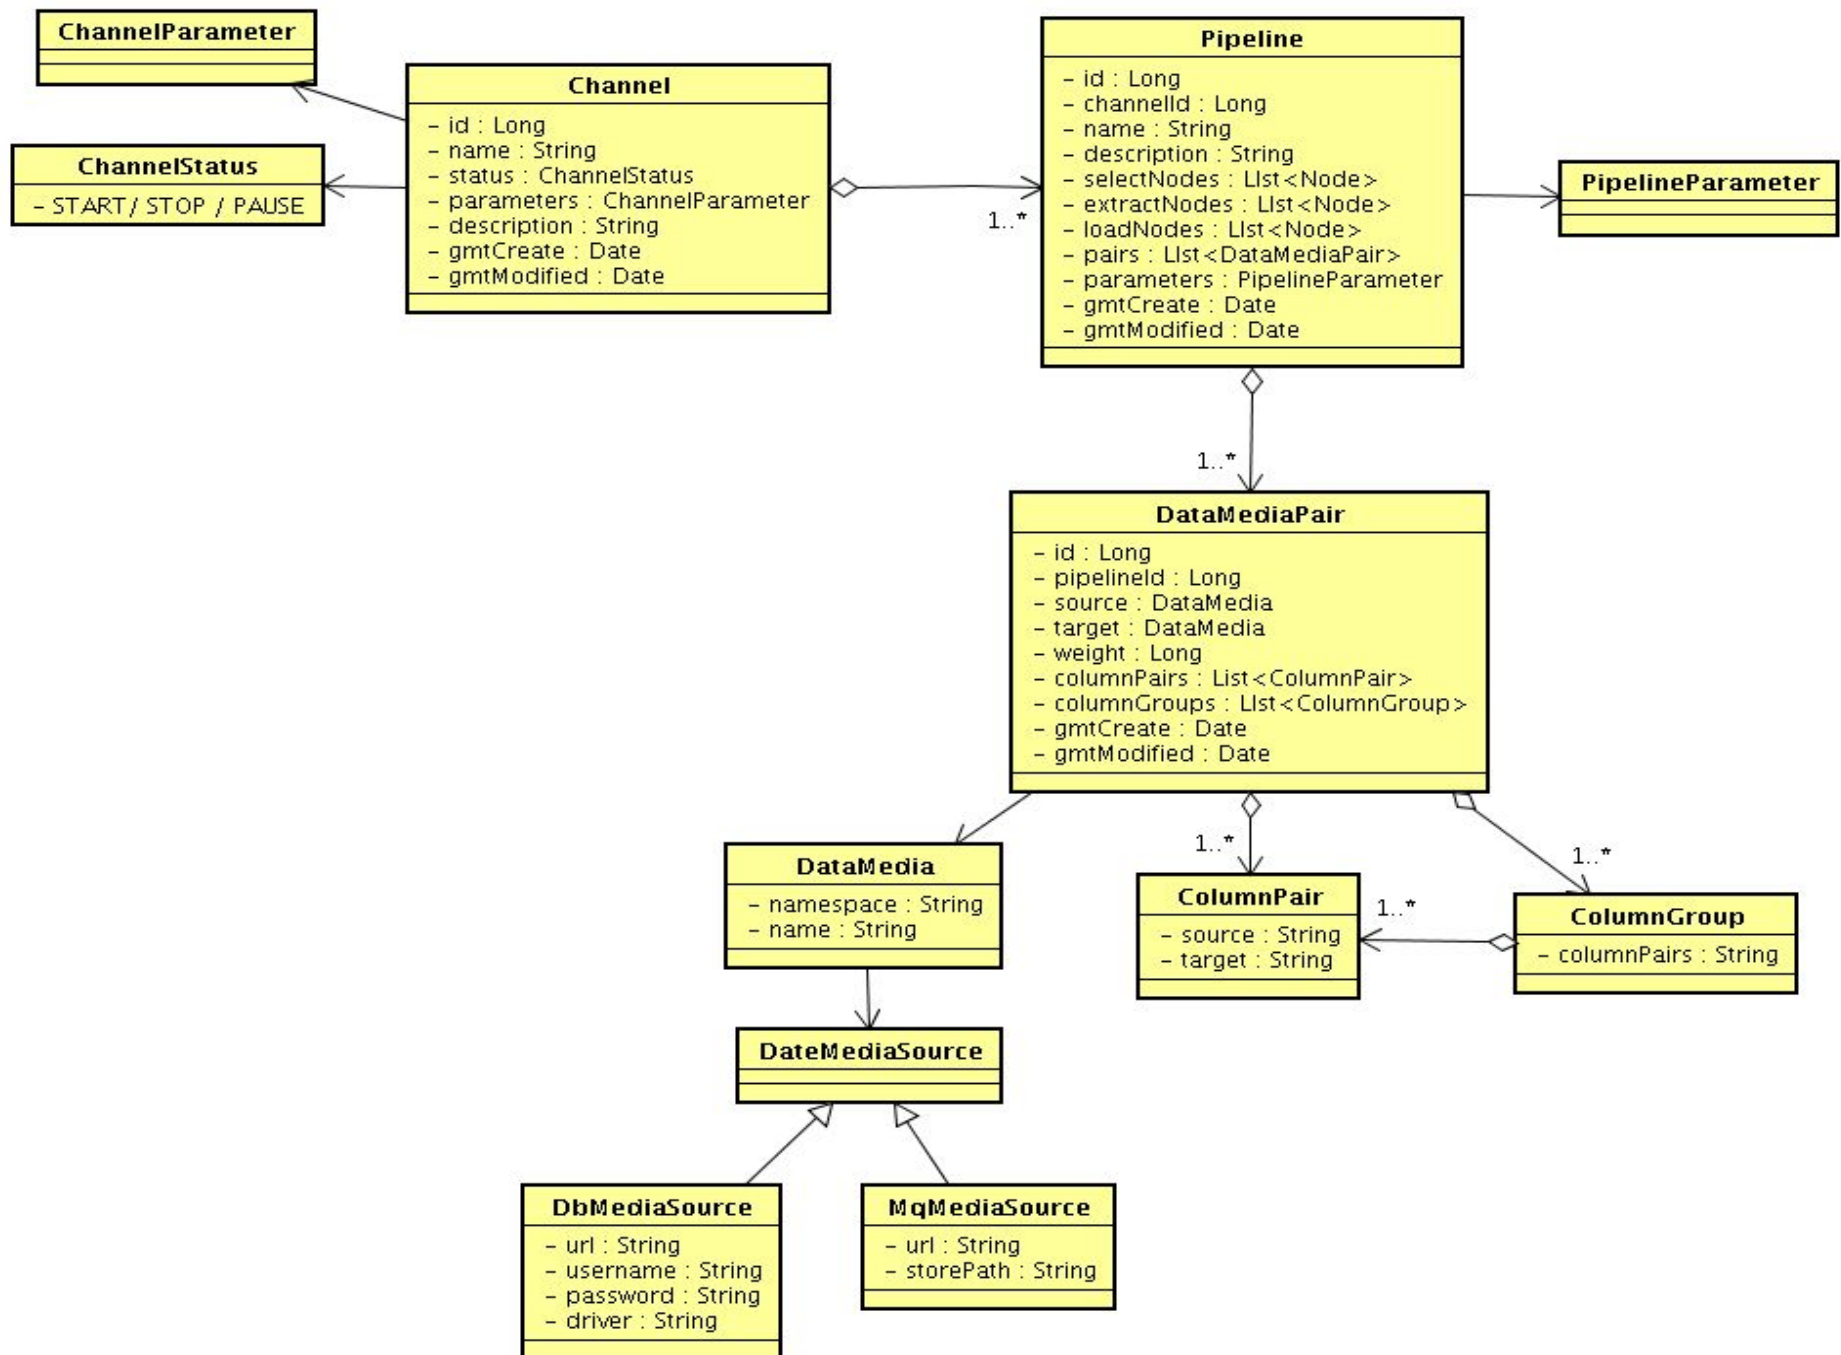 ChannelParameter
Channel
- id : Long
- name : String
- status : ChannelStatus
- parameters : ChannelParameter
- description : String
- gmtCreate : Date
- gmtModified : Date
ChannelStatus
- START / STOP / PAUSE
1..*
Pipeline
- id : Long
- channelId : Long
- name : String
- description : String
- selectNodes : LIst<Node>
- extractNodes : LIst<Node>
- loadNodes : LIst<Node>
- pairs : LIst<DataMediaPair>
- parameters : PipelineParameter
- gmtCreate : Date
- gmtModified : Date
PipelineParameter
1..*
DataMediaPair
- id : Long
- pipelineId : Long
- source : DataMedia
- target : DataMedia
- weight : Long
- columnPairs : List<ColumnPair>
- columnGroups : LIst<ColumnGroup>
- gmtCreate : Date
- gmtModified : Date
DataMedia
- namespace : String
- name : String
1..*
ColumnPair
- source : String
- target : String
1..*
1..*
ColumnGroup
- columnPairs : String
DateMediaSource
DbMediaSource
- url : String
- username : String
- password : String
- driver : String
MqMediaSource
- url : String
- storePath : String